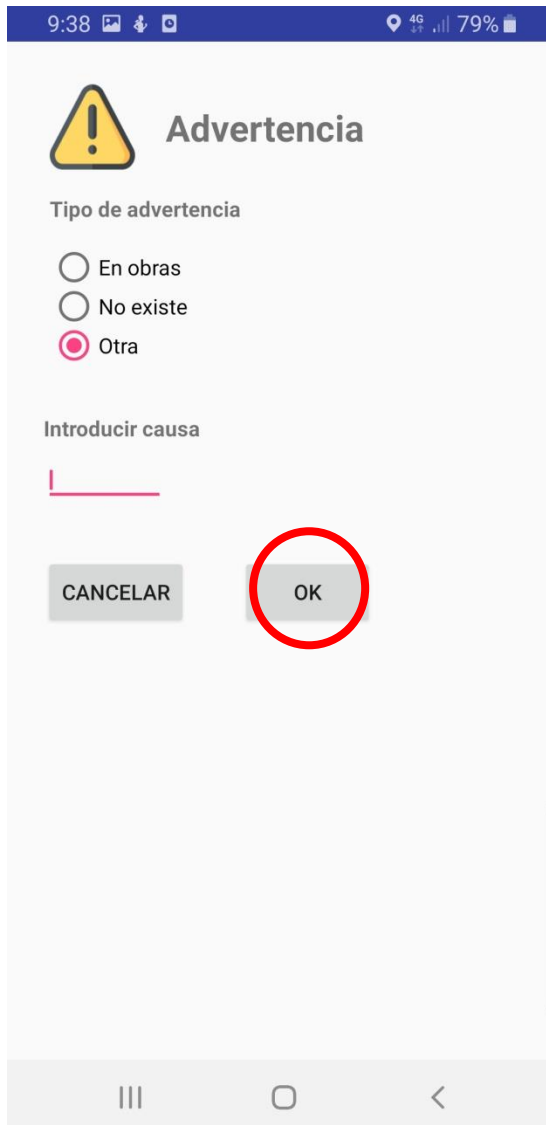 9:38 4G 79%
Advertencia
Tipo de advertencia
En obras
No existe
Otra
Introducir causa
CANCELAR OK